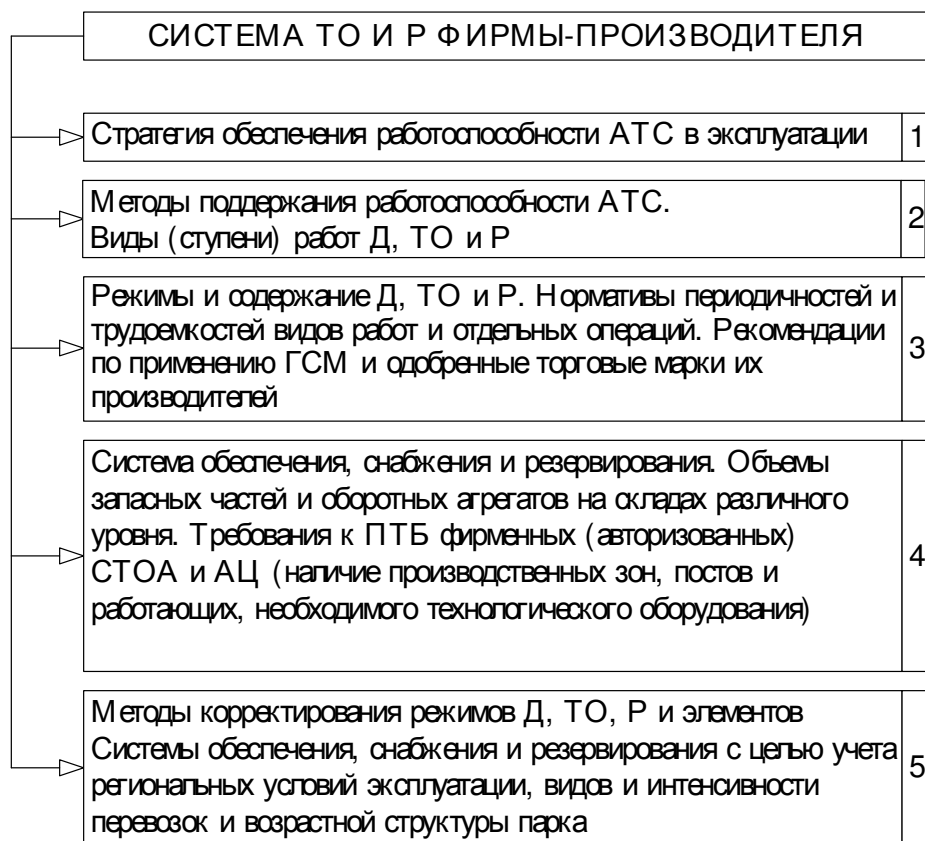 СИСТЕМА ТО И Р ФИРМЫ-ПРОИЗВОДИТЕЛЯ
Стратегия обеспечения работоспособности АТС в эксплуатации
1
Методы поддержания работоспособности АТС.
Виды (ступени) работ Д, ТО и Р
2
Режимы и содержание Д, ТО и Р. Нормативы периодичностей и
трудоемкостей видов работ и отдельных операций. Рекомендации
по применению ГСМ и одобренные торговые марки их
производителей
3
Система обеспечения, снабжения и резервирования. Объемы
запасных частей и оборотных агрегатов на складах различного
уровня. Требования к ПТБ фирменных (авторизованных)
СТОА и АЦ (наличие производственных зон, постов и
работающих, необходимого технологического оборудования)
4
Методы корректирования режимов Д, ТО, Р и элементов
Системы обеспечения, снабжения и резервирования с целью учета
региональных условий эксплуатации, видов и интенсивности
перевозок и возрастной структуры парка
5